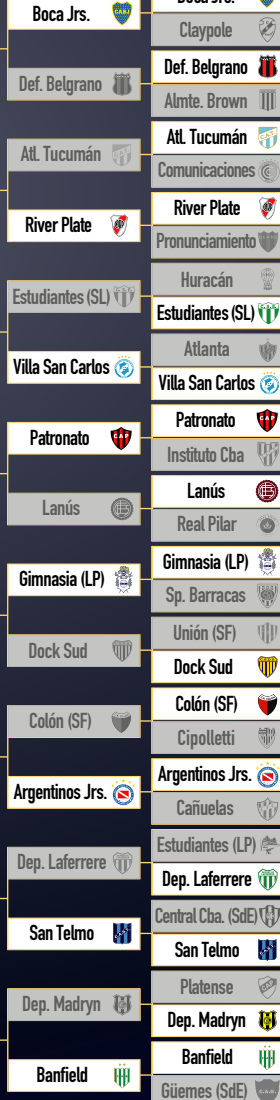 Boca Jrs.
Def. Belgrano
Atl. Tucumán
River Plate
Estudiantes (SL)
Villa San Carlos
Patronato
Lanús
Gimnasia (LP)
Dock Sud
Colón (SF)
Argentinos Jrs.
Dep. Laferrere
San Telmo
Dep. Madryn
Banfield
Claypole
Def. Belgrano
Almte. Brown
Atl. Tucumán
Comunicaciones
River Plate
Pronunciamiento
Huracán
Estudiantes (SL)
Atlanta
Villa San Carlos
Patronato
Instituto Cba
Lanús
Real Pilar
Gimnasia (LP)
Sp. Barracas
Unión (SF)
Dock Sud
Colón (SF)
Cipolletti
Argentinos Jrs.
Cañuelas
Estudiantes (LP)
Dep. Laferrere
Central Cba. (SdE)
San Telmo
Platense
Dep. Madryn
Banfield
Güemes (SdE)